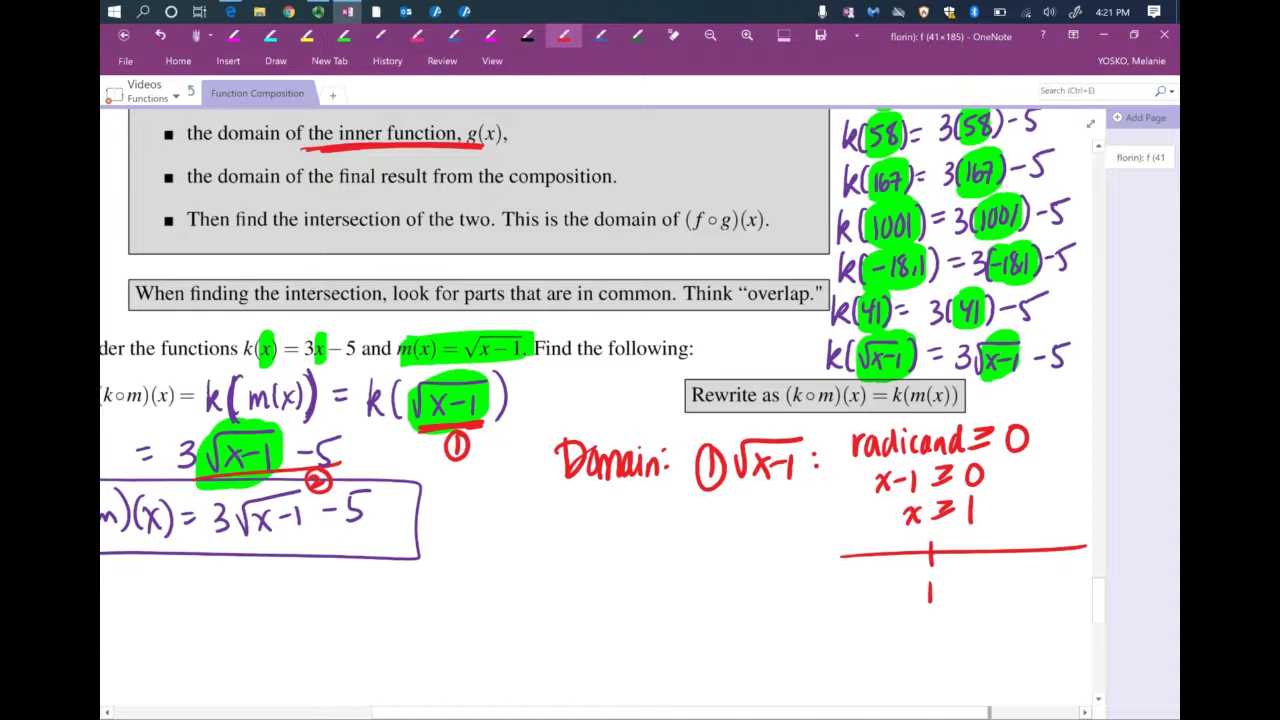 4:21 PM
florin): f (41×185) - OneNote
YOSKO, Melanie
File Home Insert Draw New Tab History Review View
Videos
Functions
Function Composition
Search (Ctrl+E)
Add Page
florin): f (41
■ the domain of the inner function, g(x),
■ the domain of the final result from the composition.
■ Then find the intersection of the two. This is the domain of (f∘g)(x).
When finding the intersection, look for parts that are in common. Think “overlap."
k(58) = 3(58)-5
k(167) = 3(167)-5
k(1001) = 3(1001)-5
k(-18.1) = 3(-18.1)-5
k(41) = 3(41)-5
k(√x-1) = 3√x-1 -5
der the functions k(x) = 3x − 5 and m(x) = √x−1. Find the following:
(k∘m)(x) = k(m(x)) = k(√x-1)
①
= 3√x-1 -5
②
m)(x) = 3√x-1 -5
Rewrite as (k∘m)(x) = k(m(x))
Domain: ① √x-1 : radicand ≥ 0
x-1 ≥ 0
x ≥ 1
1